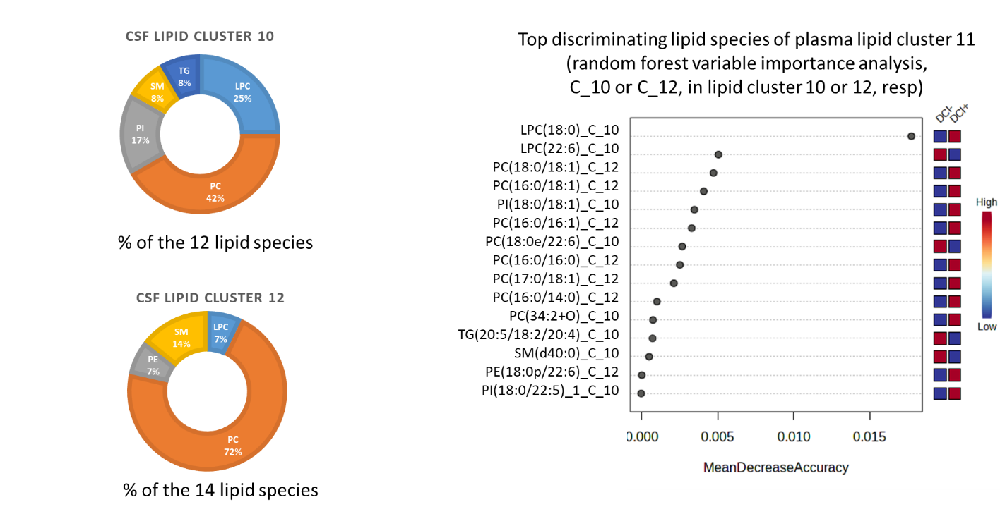 CSF LIPID CLUSTER 10
TG
8%
LPC
25%
SM
8%
PI
17%
PC
42%
% of the 12 lipid species
CSF LIPID CLUSTER 12
SM
14%
LPC
7%
PE
7%
PC
72%
% of the 14 lipid species
Top discriminating lipid species of plasma lipid cluster 11
(random forest variable importance analysis,
C_10 or C_12, in lipid cluster 10 or 12, resp)
DCI- DCI+
LPC(18:0)_C_10
LPC(22:6)_C_10
PC(18:0/18:1)_C_12
PC(16:0/18:1)_C_12
PI(18:0/18:1)_C_10
PC(16:0/16:1)_C_12
PC(18:0e/22:6)_C_10
PC(16:0/16:0)_C_12
PC(17:0/18:1)_C_12
PC(16:0/14:0)_C_12
PC(34:2+O)_C_10
TG(20:5/18:2/20:4)_C_10
SM(d40:0)_C_10
PE(18:0p/22:6)_C_12
PI(18:0/22:5)_1_C_10
High
Low
0.000 0.005 0.010 0.015
MeanDecreaseAccuracy